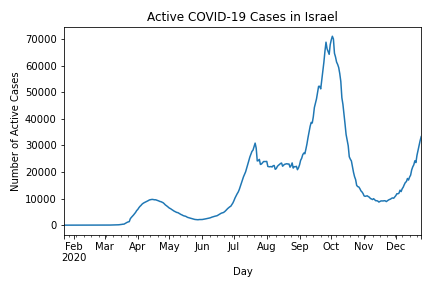 Active COVID-19 Cases in Israel
Number of Active Cases
70000
60000
50000
40000
30000
20000
10000
0
Feb Mar Apr May Jun Jul Aug Sep Oct Nov Dec
2020
Day